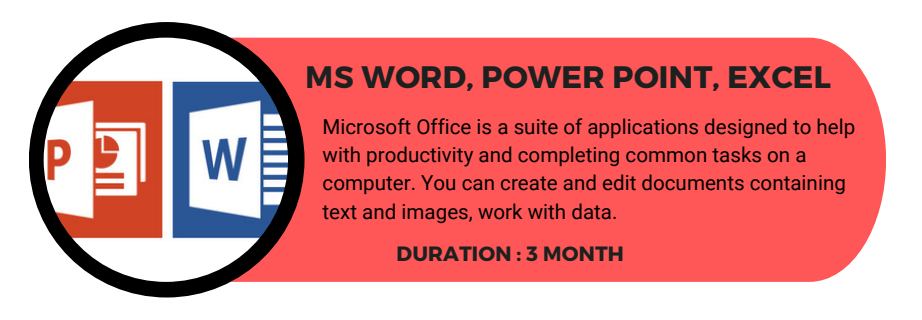 MS WORD, POWER POINT, EXCEL
Microsoft Office is a suite of applications designed to help
with productivity and completing common tasks on a
computer. You can create and edit documents containing
text and images, work with data.
DURATION : 3 MONTH
P
W